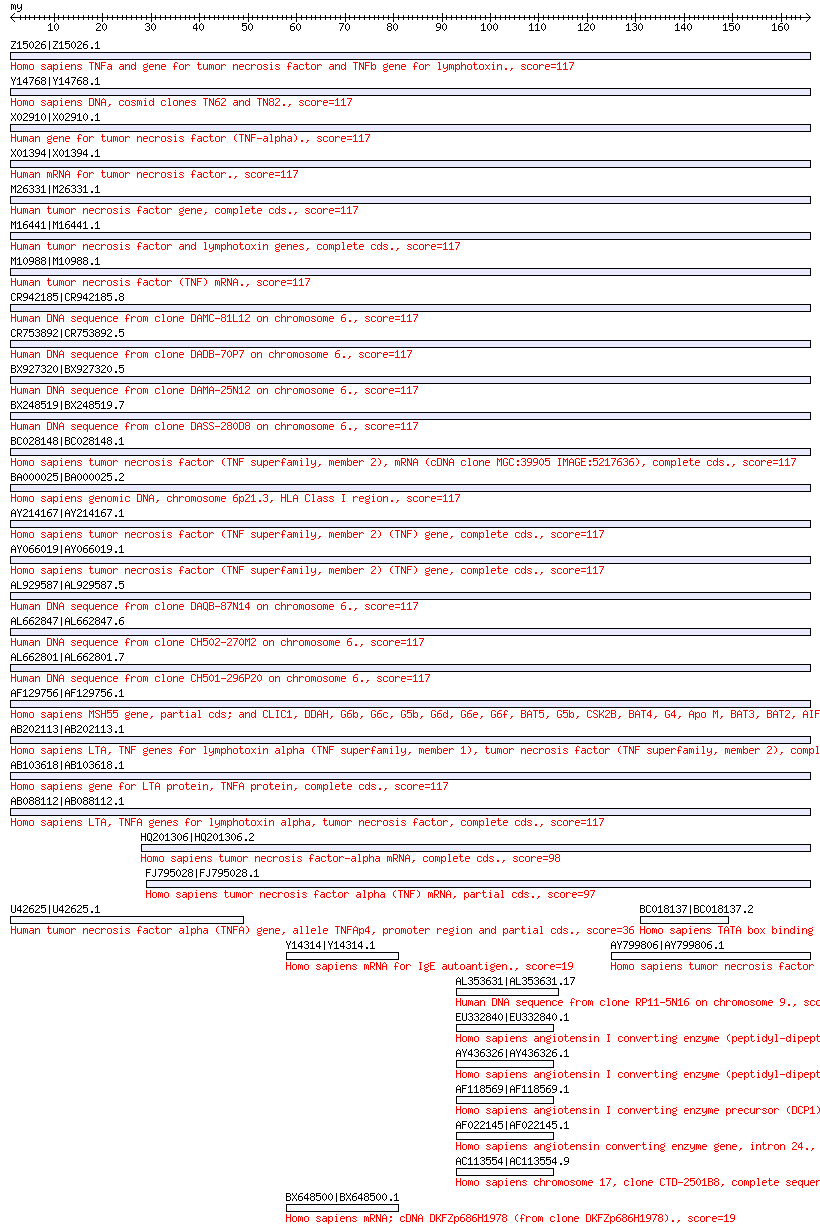 my
10 20 30 40 50 60 70 80 90 100 110 120 130 140 150 160
Z15026|Z15026.1
Homo sapiens TNFa and gene for tumor necrosis factor and TNFb gene for lymphotoxin., score=117
Y14768|Y14768.1
Homo sapiens DNA, cosmid clones TN62 and TN82., score=117
X02910|X02910.1
Human gene for tumor necrosis factor (TNF-alpha)., score=117
X01394|X01394.1
Human mRNA for tumor necrosis factor., score=117
M26331|M26331.1
Human tumor necrosis factor gene, complete cds., score=117
M16441|M16441.1
Human tumor necrosis factor and lymphotoxin genes, complete cds., score=117
M10988|M10988.1
Human tumor necrosis factor (TNF) mRNA., score=117
CR942185|CR942185.8
Human DNA sequence from clone DAMC-81L12 on chromosome 6., score=117
CR753892|CR753892.5
Human DNA sequence from clone DADB-70P7 on chromosome 6., score=117
BX927320|BX927320.5
Human DNA sequence from clone DAMA-25N12 on chromosome 6., score=117
BX248519|BX248519.7
Human DNA sequence from clone DASS-280D8 on chromosome 6., score=117
BC028148|BC028148.1
Homo sapiens tumor necrosis factor (TNF superfamily, member 2), mRNA (cDNA clone MGC:39905 IMAGE:5217636), complete cds., score=117
BA000025|BA000025.2
Homo sapiens genomic DNA, chromosome 6p21.3, HLA Class I region., score=117
AY214167|AY214167.1
Homo sapiens tumor necrosis factor (TNF superfamily, member 2) (TNF) gene, complete cds., score=117
AY066019|AY066019.1
Homo sapiens tumor necrosis factor (TNF superfamily, member 2) (TNF) gene, complete cds., score=117
AL929587|AL929587.5
Human DNA sequence from clone DAQB-87N14 on chromosome 6., score=117
AL662847|AL662847.6
Human DNA sequence from clone CH502-270M2 on chromosome 6., score=117
AL662801|AL662801.7
Human DNA sequence from clone CH501-296P20 on chromosome 6., score=117
AF129756|AF129756.1
Homo sapiens MSH55 gene, partial cds; and CLIC1, DDAH, G6b, G6c, G5b, G6d, G6e, G6f, BAT5, G5b, CSK2B, BAT4, G4, Apo M, BAT3, BAT2, AIF
AB202113|AB202113.1
Homo sapiens LTA, TNF genes for lymphotoxin alpha (TNF superfamily, member 1), tumor necrosis factor (TNF superfamily, member 2), compl
AB103618|AB103618.1
Homo sapiens gene for LTA protein, TNFA protein, complete cds., score=117
AB088112|AB088112.1
Homo sapiens LTA, TNFA genes for lymphotoxin alpha, tumor necrosis factor, complete cds., score=117
HQ201306|HQ201306.2
Homo sapiens tumor necrosis factor-alpha mRNA, complete cds., score=98
FJ795028|FJ795028.1
Homo sapiens tumor necrosis factor alpha (TNF) mRNA, partial cds., score=97
U42625|U42625.1 BC018137|BC018137.2
Human tumor necrosis factor alpha (TNFA) gene, allele TNFAp4, promoter region and partial cds., score=36 Homo sapiens TATA box binding
Y14314|Y14314.1 AY799806|AY799806.1
Homo sapiens mRNA for IgE autoantigen., score=19 Homo sapiens tumor necrosis factor
AL353631|AL353631.17
Human DNA sequence from clone RP11-5N16 on chromosome 9., sco
EU332840|EU332840.1
Homo sapiens angiotensin I converting enzyme (peptidyl-dipept
AY436326|AY436326.1
Homo sapiens angiotensin I converting enzyme (peptidyl-dipept
AF118569|AF118569.1
Homo sapiens angiotensin I converting enzyme precursor (DCP1)
AF022145|AF022145.1
Homo sapiens angiotensin converting enzyme gene, intron 24.,
AC113554|AC113554.9
Homo sapiens chromosome 17, clone CTD-2501B8, complete sequen
BX648500|BX648500.1
Homo sapiens mRNA; cDNA DKFZp686H1978 (from clone DKFZp686H1978)., score=19